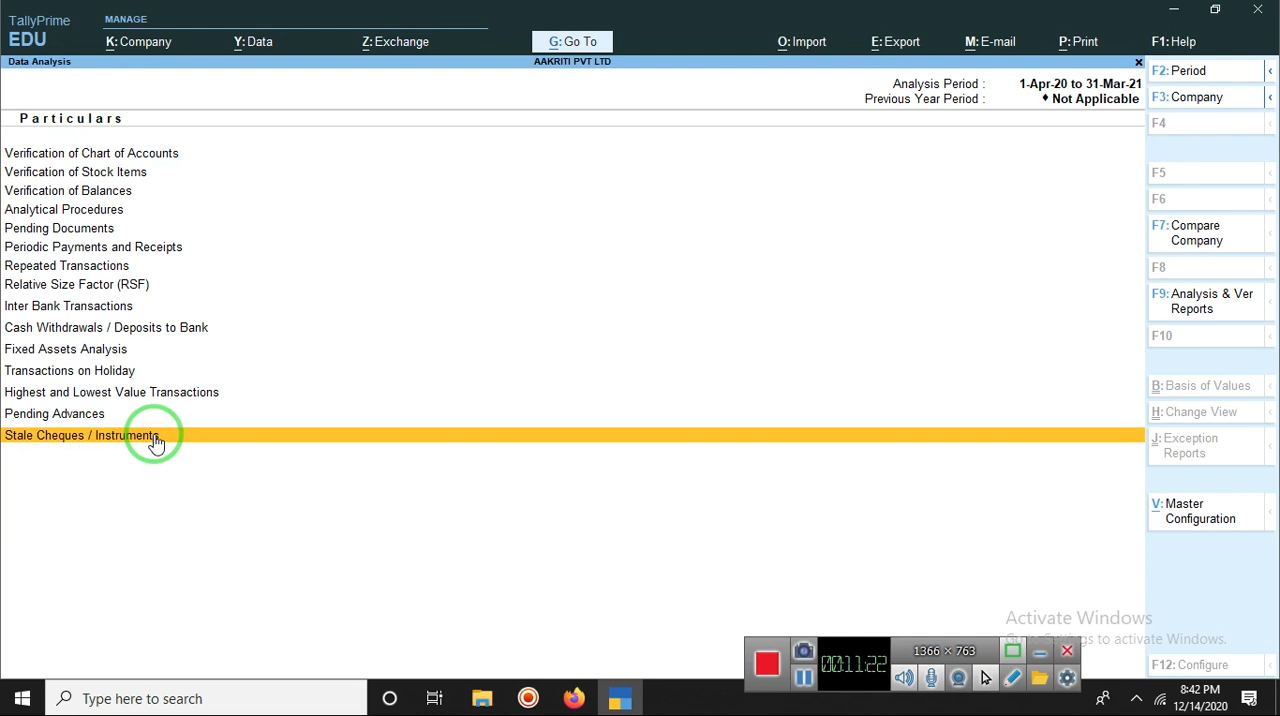 TallyPrime
EDU
MANAGE
K: Company
Y: Data
Z: Exchange
G: Go To
O: Import
E: Export
M: E-mail
P: Print
F1: Help
Data Analysis
AAKRITI PVT LTD
Analysis Period :
1-Apr-20 to 31-Mar-21
Previous Year Period :
♦ Not Applicable
Particulars
Verification of Chart of Accounts
Verification of Stock Items
Verification of Balances
Analytical Procedures
Pending Documents
Periodic Payments and Receipts
Repeated Transactions
Relative Size Factor (RSF)
Inter Bank Transactions
Cash Withdrawals / Deposits to Bank
Fixed Assets Analysis
Transactions on Holiday
Highest and Lowest Value Transactions
Pending Advances
Stale Cheques / Instruments
F2: Period
F3: Company
F4
F5
F6
F7: Compare
Company
F8
F9: Analysis & Ver
Reports
F10
B: Basis of Values
H: Change View
J: Exception
Reports
V: Master
Configuration
F12: Configure
Activate Windows
Go to Settings to activate Windows.
00:11:22
1366 × 763
Type here to search
8:42 PM
12/14/2020